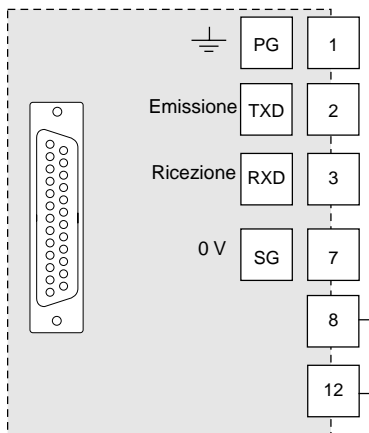 PG 1
Emissione TXD 2
Ricezione RXD 3
0 V SG 7
8
12